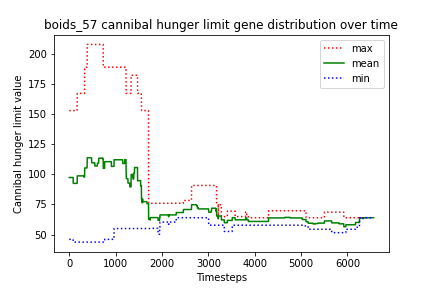 boids_57 cannibal hunger limit gene distribution over time
Cannibal hunger limit value
200
175
150
125
100
75
50
max
mean
min
0 1000 2000 3000 4000 5000 6000
Timesteps